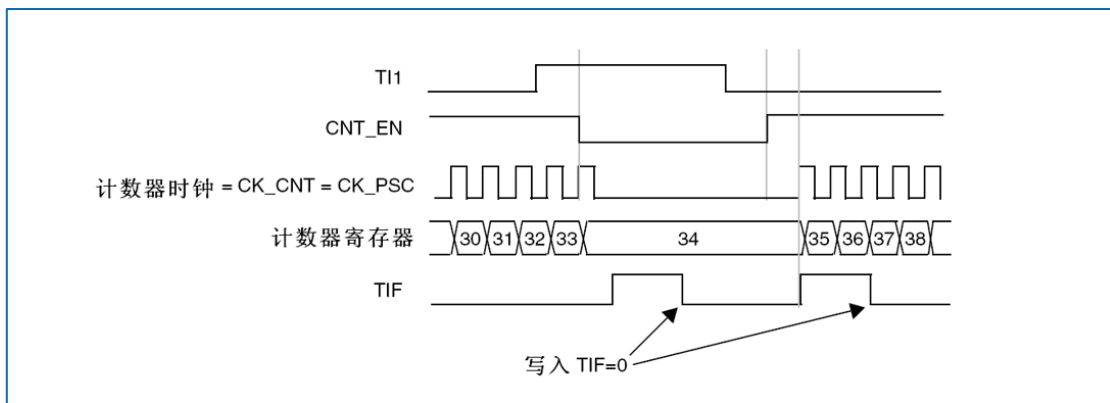 TI1
CNT_EN
计数器时钟 = CK_CNT = CK_PSC
计数器寄存器 30 31 32 33 34 35 36 37 38
TIF
写入 TIF=0